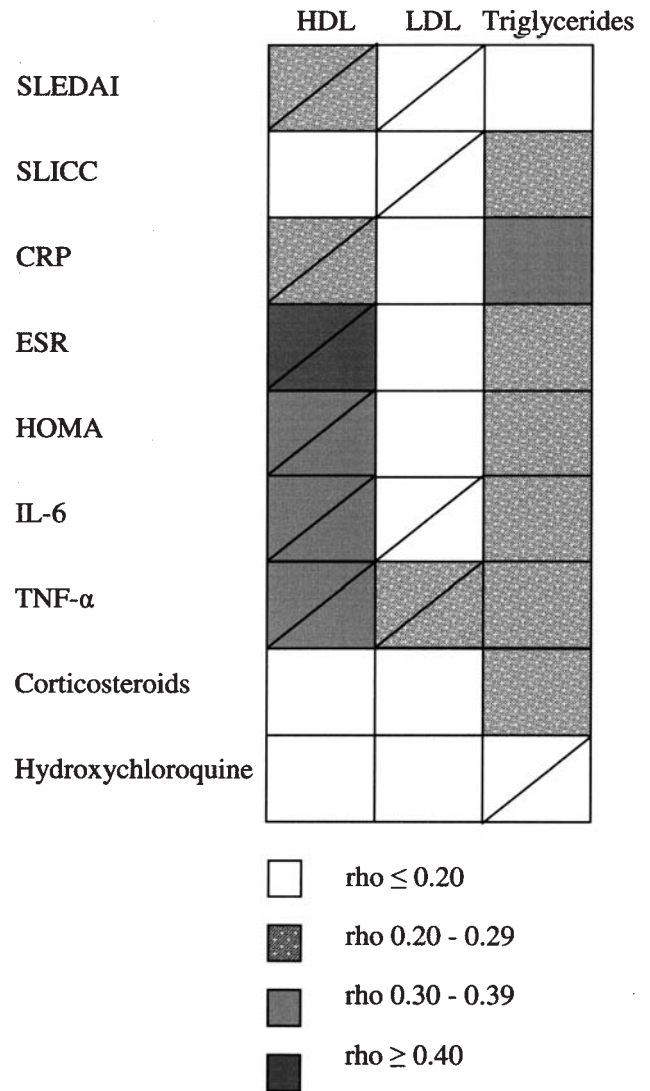 HDL LDL Triglycerides
SLEDAI
SLICC
CRP
ESR
HOMA
IL-6
TNF-α
Corticosteroids
Hydroxychloroquine
rho ≤ 0.20
rho 0.20 - 0.29
rho 0.30 - 0.39
rho ≥ 0.40